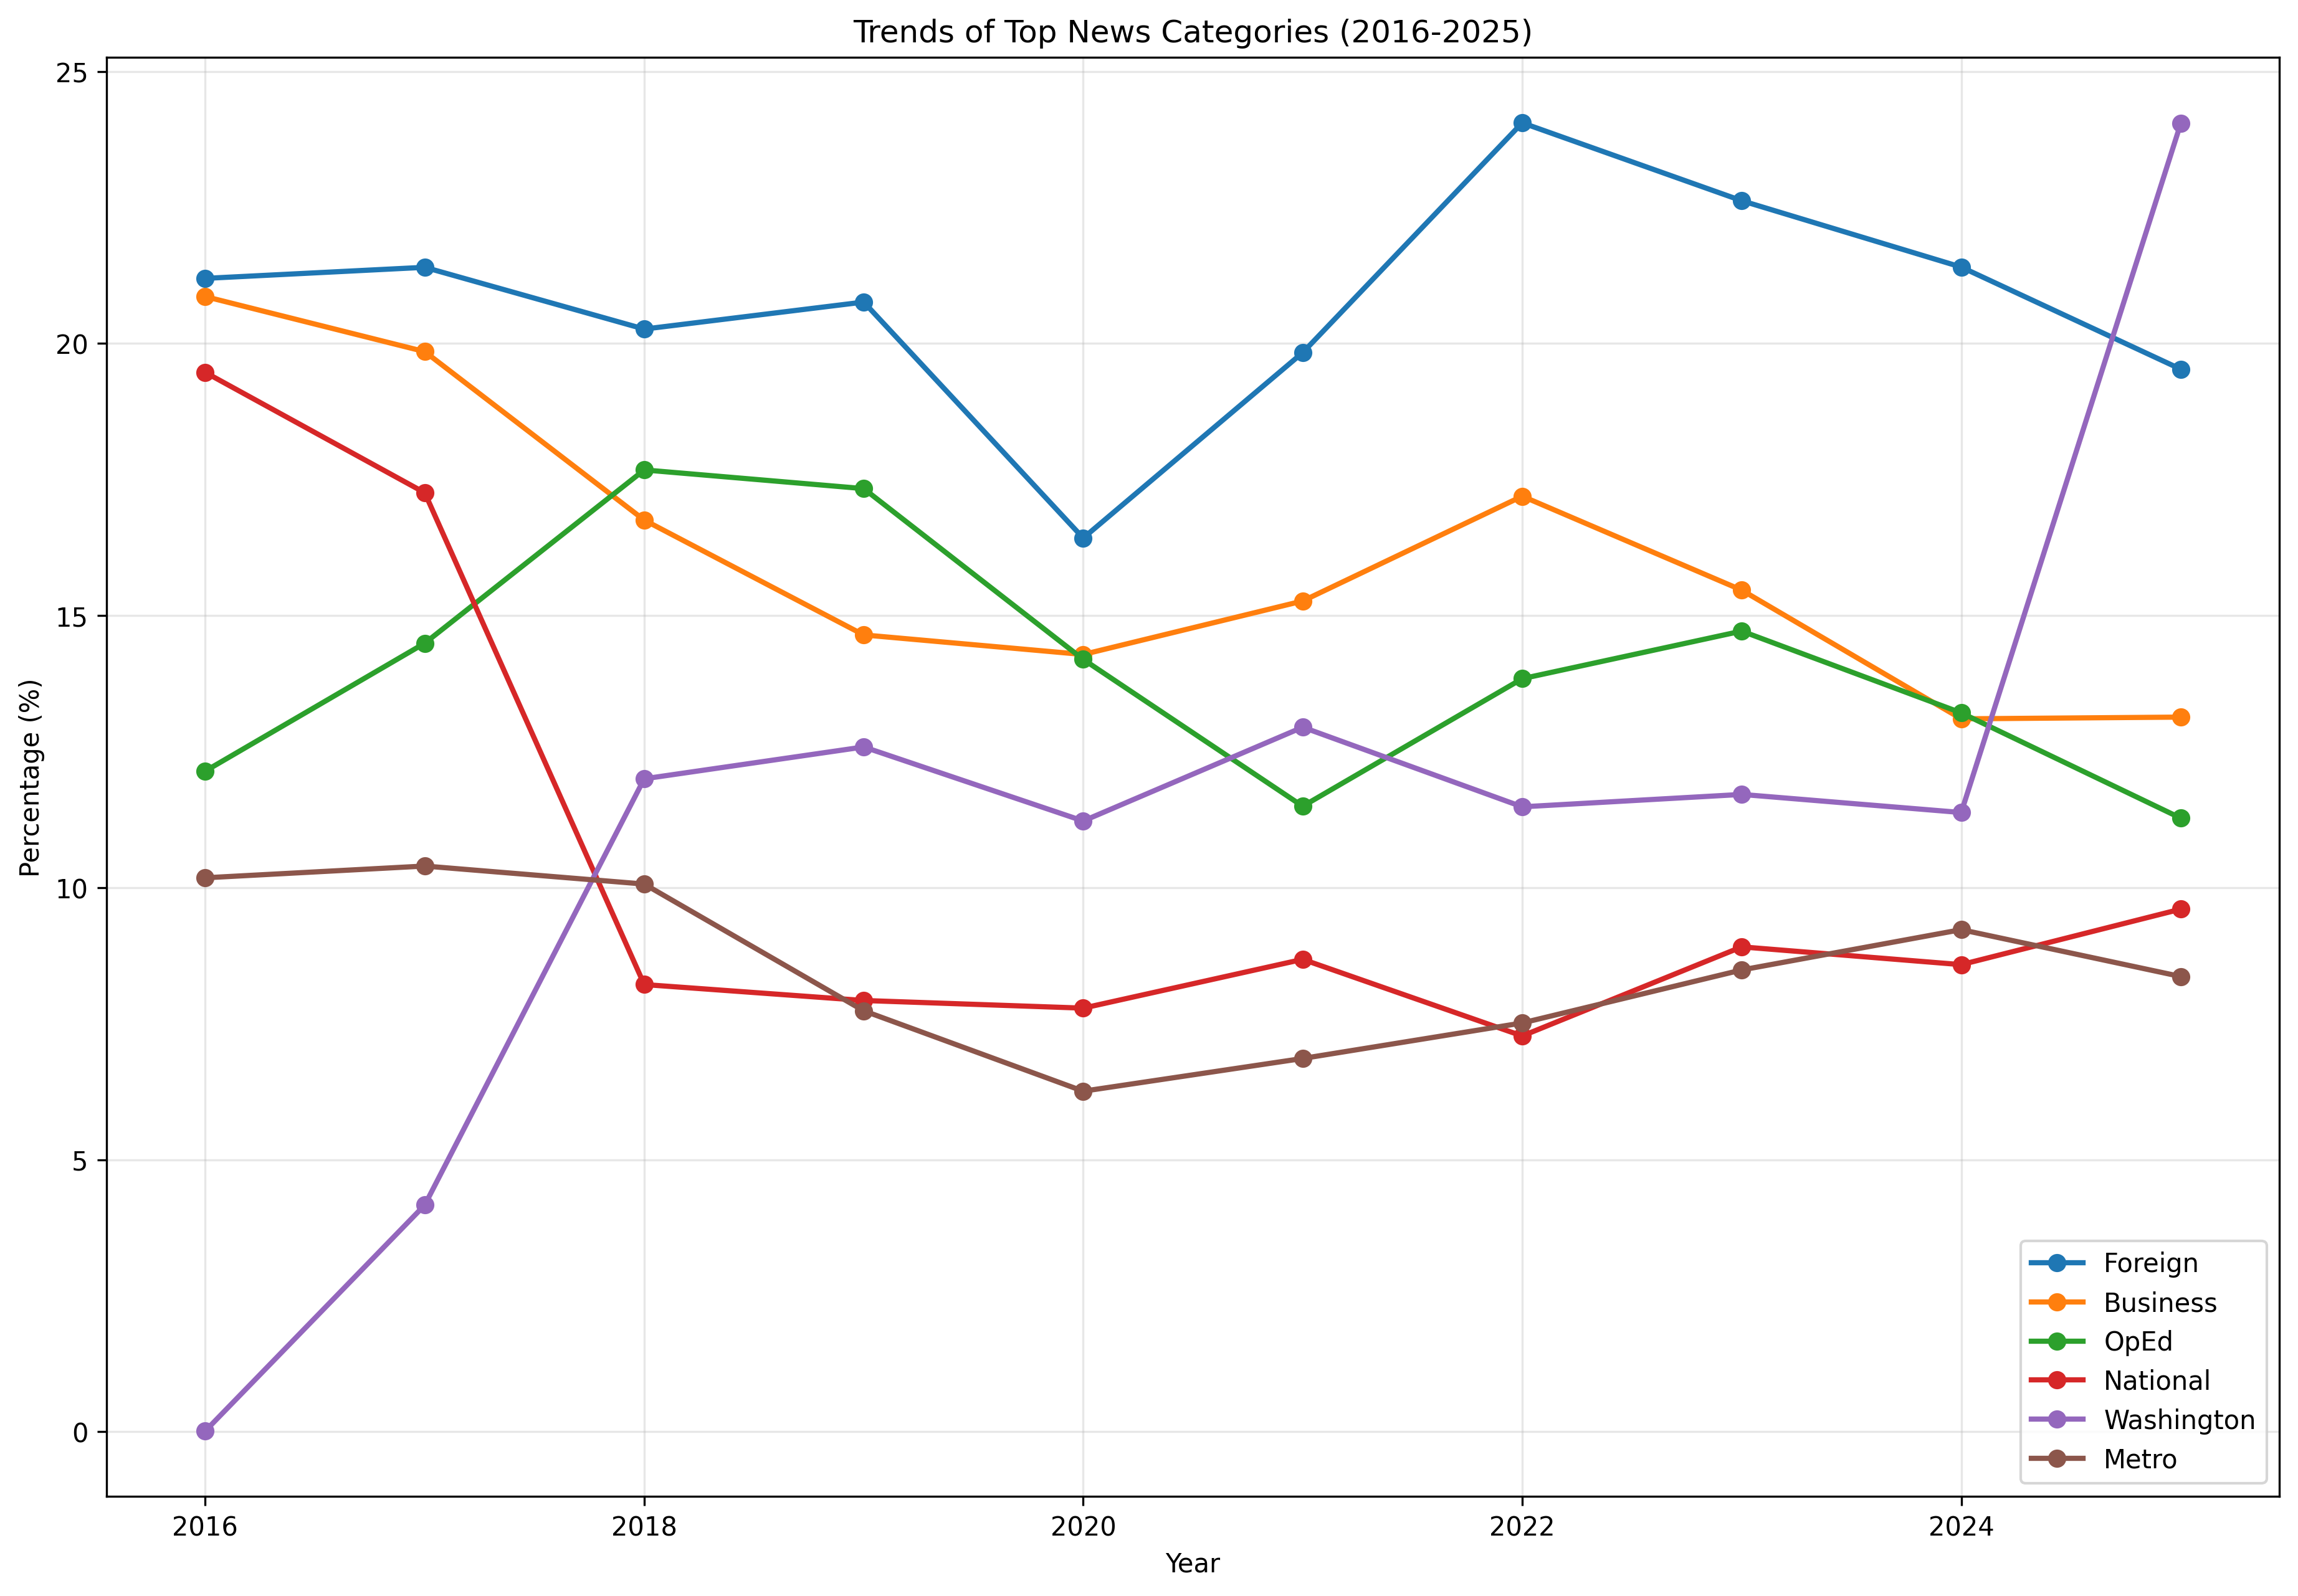 Trends of Top News Categories (2016-2025)
25
20
15
10
5
0
Percentage (%)
2016
2018
2020
2022
2024
Year
Foreign
Business
OpEd
National
Washington
Metro